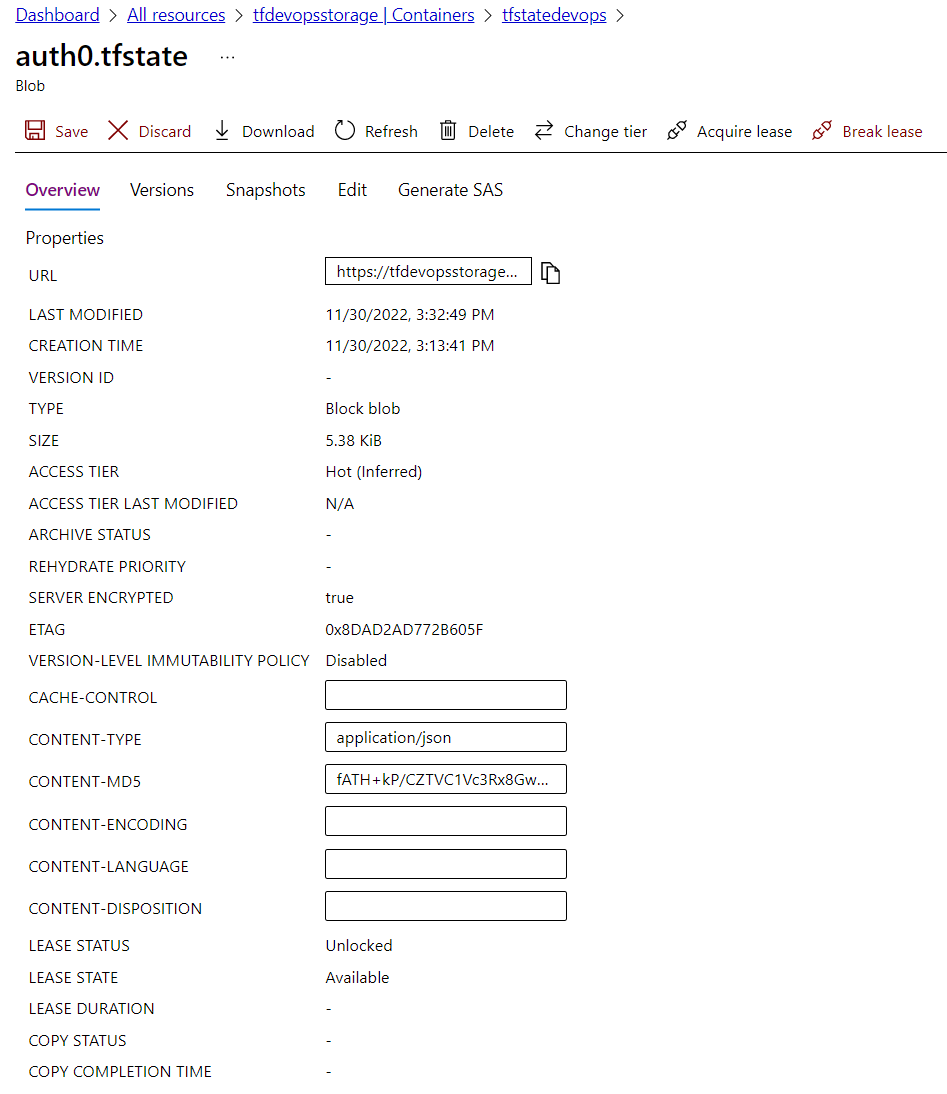 Dashboard > All resources > tfdevopsstorage | Containers > tfstatedevops >
auth0.tfstate ...
Blob
Save Discard Download Refresh Delete Change tier Acquire lease Break lease
Overview Versions Snapshots Edit Generate SAS
Properties
URL https://tfdevopsstorage...
LAST MODIFIED 11/30/2022, 3:32:49 PM
CREATION TIME 11/30/2022, 3:13:41 PM
VERSION ID -
TYPE Block blob
SIZE 5.38 KiB
ACCESS TIER Hot (Inferred)
ACCESS TIER LAST MODIFIED N/A
ARCHIVE STATUS -
REHYDRATE PRIORITY -
SERVER ENCRYPTED true
ETAG 0x8DAD2AD772B605F
VERSION-LEVEL IMMUTABILITY POLICY Disabled
CACHE-CONTROL
CONTENT-TYPE application/json
CONTENT-MD5 fATH+kP/CZTVC1Vc3Rx8Gw...
CONTENT-ENCODING
CONTENT-LANGUAGE
CONTENT-DISPOSITION
LEASE STATUS Unlocked
LEASE STATE Available
LEASE DURATION -
COPY STATUS -
COPY COMPLETION TIME -